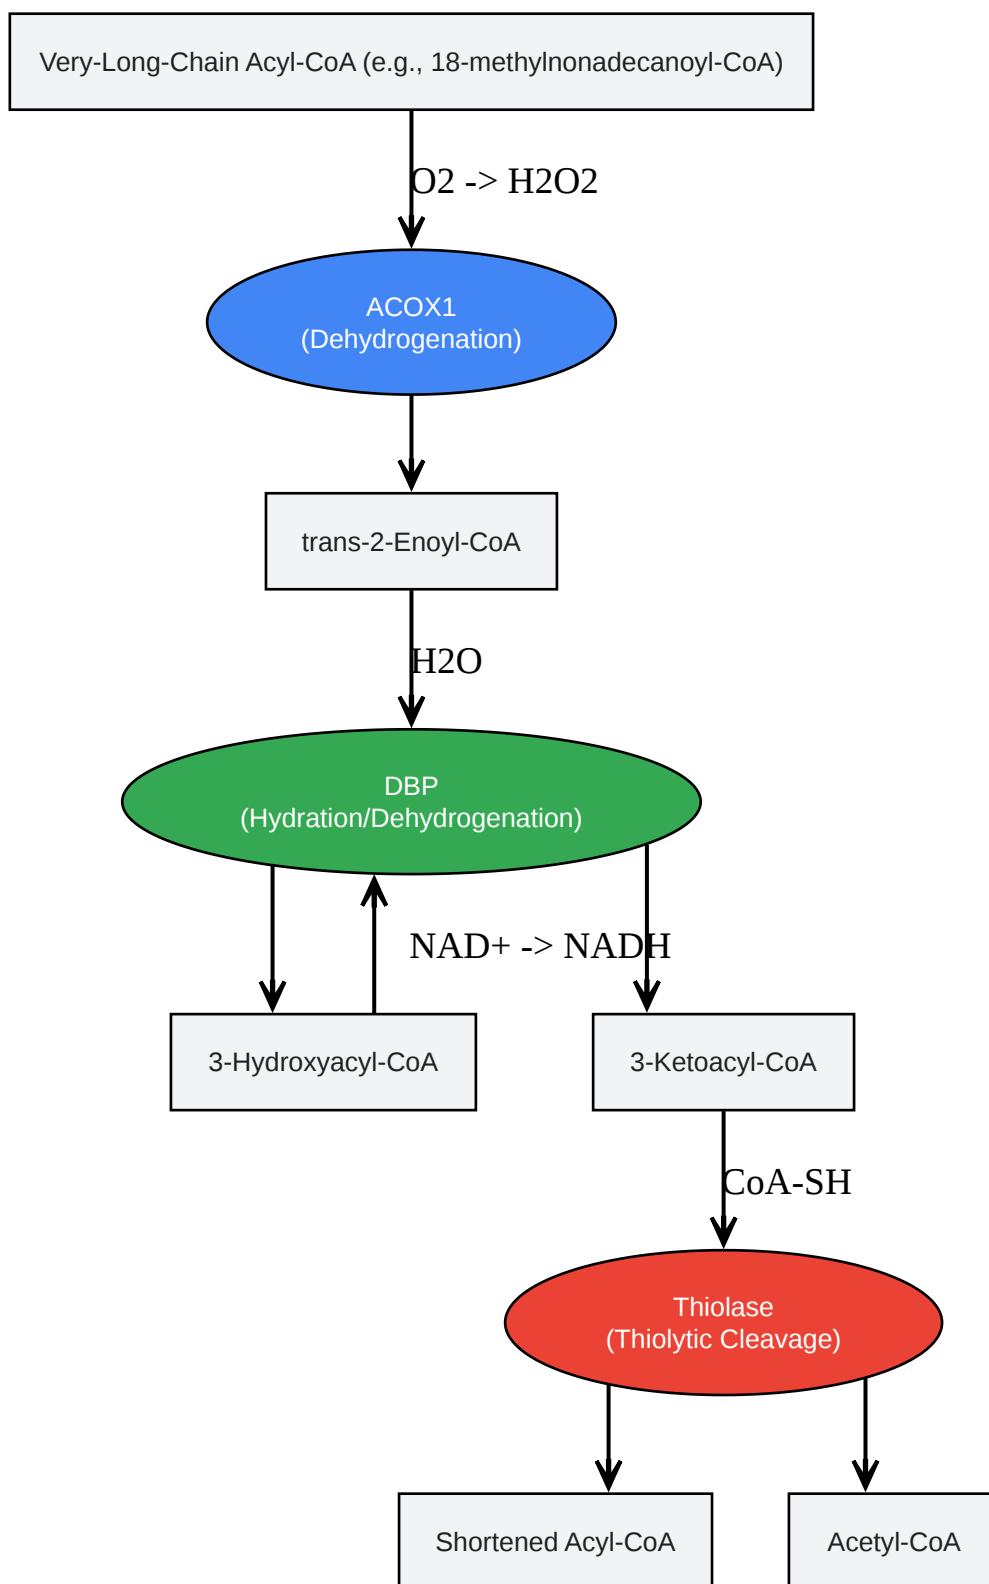 Very-Long-Chain Acyl-CoA (e.g., 18-methylnonadecanoyl-CoA)
O2 -> H2O2
ACOX1
(Dehydrogenation)
trans-2-Enoyl-CoA
H2O
DBP
(Hydration/Dehydrogenation)
NAD+ -> NADH
3-Hydroxyacyl-CoA
3-Ketoacyl-CoA
CoA-SH
Thiolase
(Thiolytic Cleavage)
Shortened Acyl-CoA
Acetyl-CoA